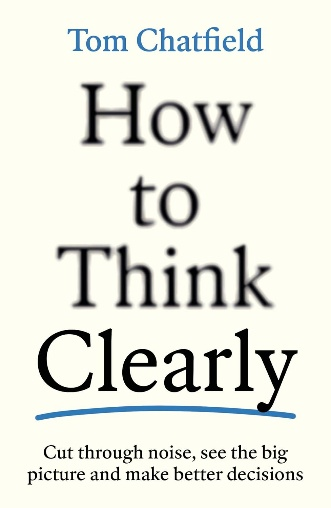 Tom Chatfield
How
to
Think
Clearly
Cut through noise, see the big
picture and make better decisions